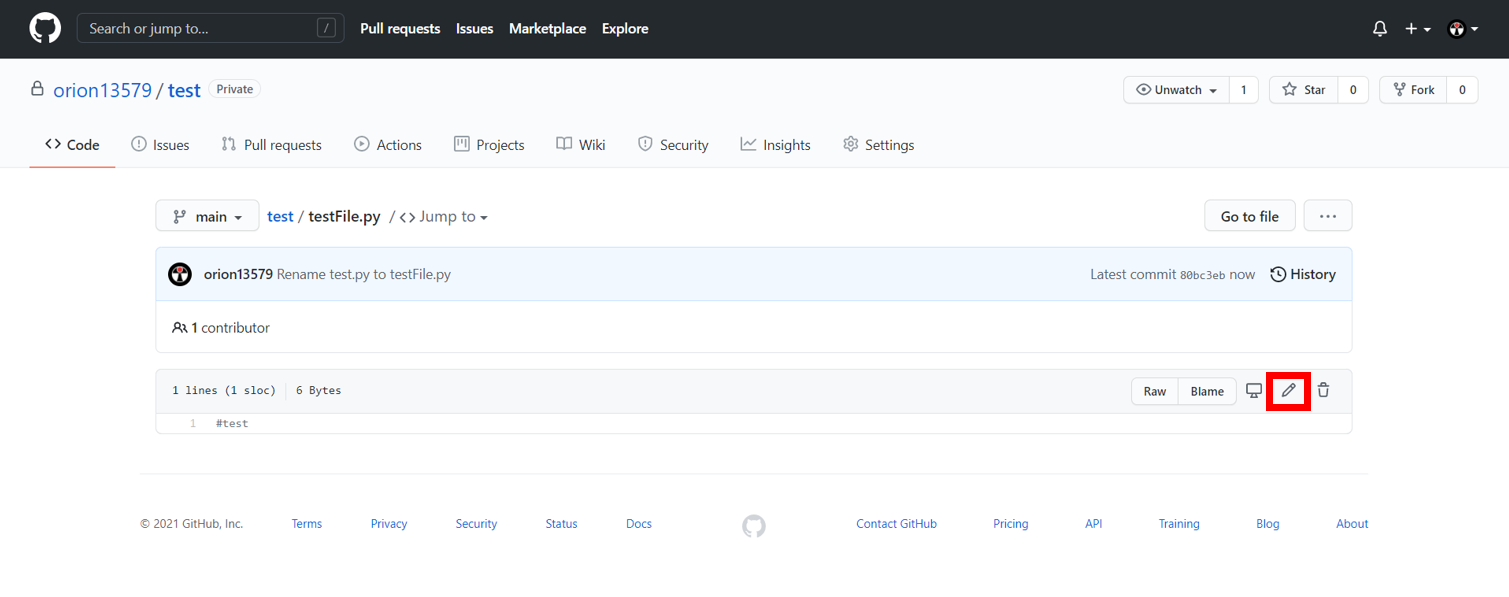 Search or jump to... /
Pull requests Issues Marketplace Explore
orion13579 / test Private
Unwatch 1 Star 0 Fork 0
Code Issues Pull requests Actions Projects Wiki Security Insights Settings
main test / testFile.py / <> Jump to
Go to file ...
orion13579 Rename test.py to testFile.py
Latest commit 80bc3eb now History
1 contributor
1 lines (1 sloc) 6 Bytes
Raw Blame
1 #test
© 2021 GitHub, Inc. Terms Privacy Security Status Docs Contact GitHub Pricing API Training Blog About